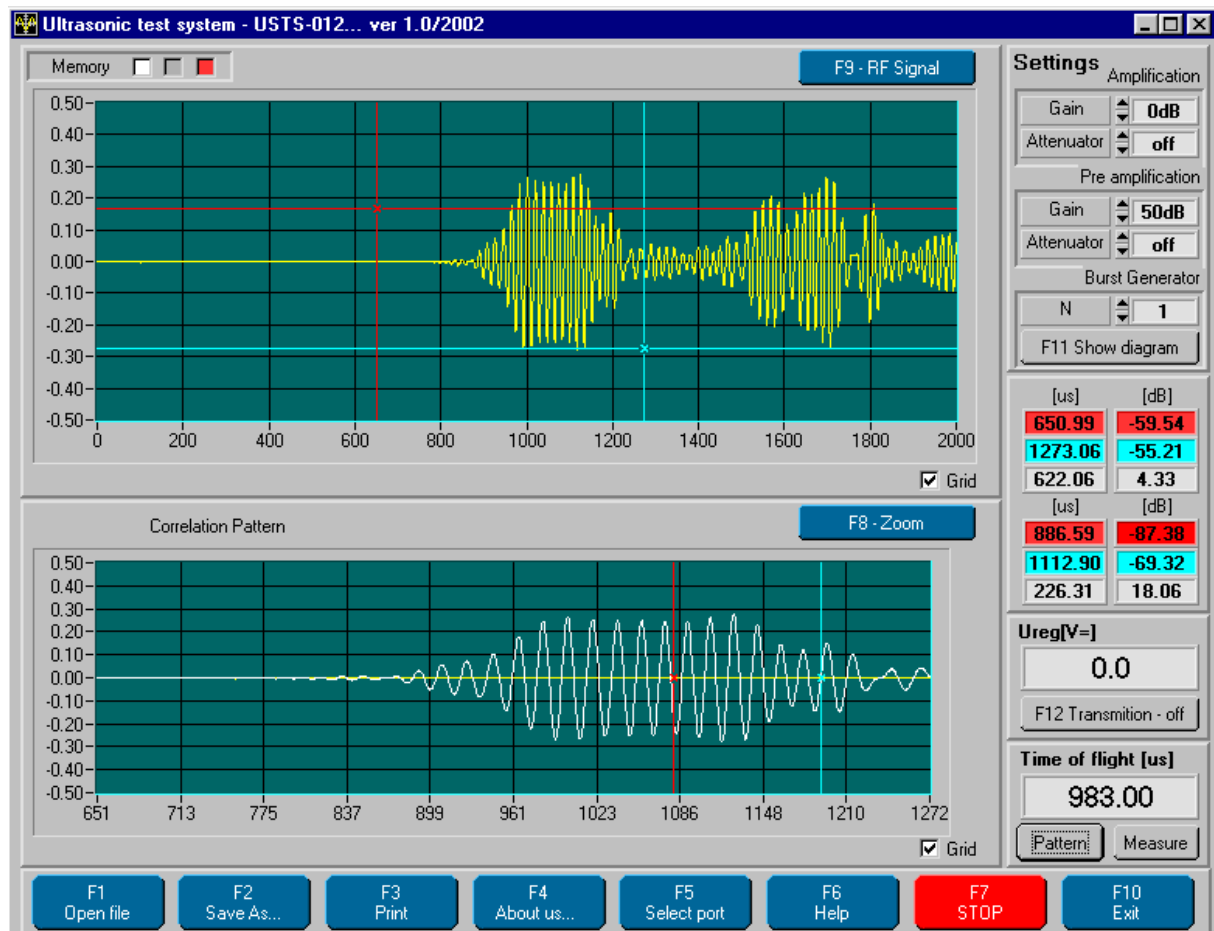 Ultrasonic test system - USTS-012... ver 1.0/2002
Memory
F9 - RF Signal
0.50
0.40
0.30
0.20
0.10
0.00
-0.10
-0.20
-0.30
-0.40
-0.50
0 200 400 600 800 1000 1200 1400 1600 1800 2000
Grid
Correlation Pattern
F8 - Zoom
0.50
0.40
0.30
0.20
0.10
0.00
-0.10
-0.20
-0.30
-0.40
-0.50
651 713 775 837 899 961 1023 1086 1148 1210 1272
Grid
Settings
Amplification
Gain 0dB
Attenuator off
Pre amplification
Gain 50dB
Attenuator off
Burst Generator
N 1
F11 Show diagram
[us] [dB]
650.99 -59.54
1273.06 -55.21
622.06 4.33
[us] [dB]
886.59 -87.38
1112.90 -69.32
226.31 18.06
Ureg[V=]
0.0
F12 Transmition - off
Time of flight [us]
983.00
Pattern Measure
F1 F2 F3 F4 F5 F6 F7 F10
Open file Save As... Print About us... Select port Help STOP Exit